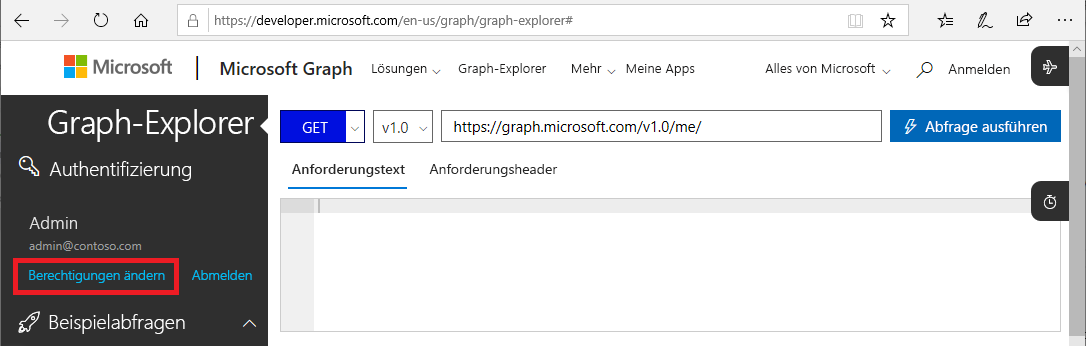 https://developer.microsoft.com/en-us/graph/graph-explorer#
Microsoft | Microsoft Graph Lösungen Graph-Explorer Mehr Meine Apps Alles von Microsoft Anmelden
Graph-Explorer
GET v1.0 https://graph.microsoft.com/v1.0/me/ Abfrage ausführen
Authentifizierung
Anforderungstext Anforderungsheader
Admin
admin@contoso.com
Berechtigungen ändern Abmelden
Beispielabfragen